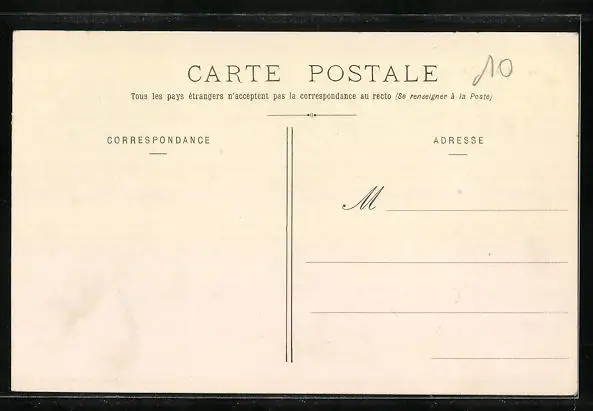 CARTE POSTALE
10
Tous les pays étrangers n'acceptent pas la correspondance au recto (Se renseigner à la Poste)
CORRESPONDANCE
ADRESSE
M